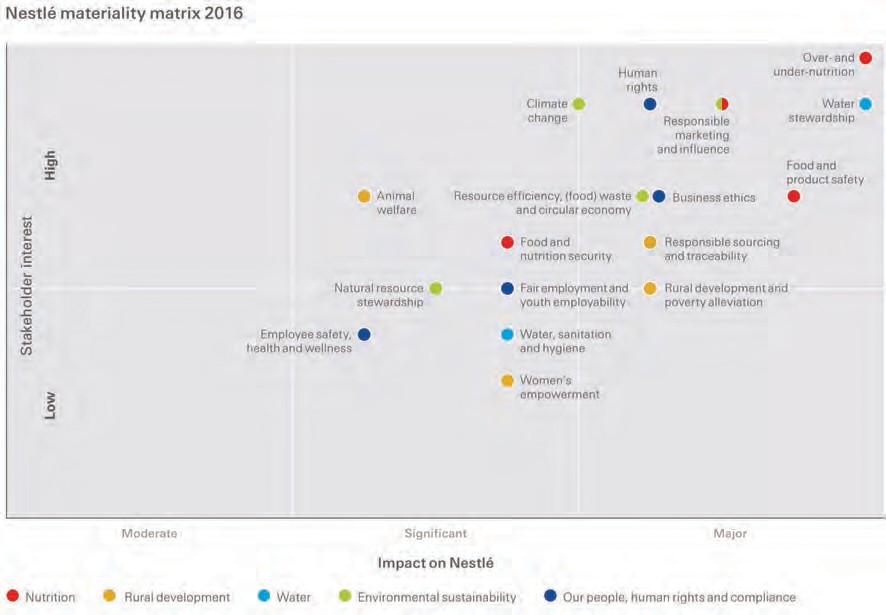 Nestlé materiality matrix 2016
Over- and
under-nutrition
Human
rights
Climate
change
Water
stewardship
Responsible
marketing
and influence
Food and
product safety
Animal
welfare
Resource efficiency, (food) waste
and circular economy
Business ethics
Food and
nutrition security
Responsible sourcing
and traceability
Natural resource
stewardship
Fair employment and
youth employability
Rural development and
poverty alleviation
Employee safety,
health and wellness
Water, sanitation
and hygiene
Women's
empowerment
High
Stakeholder interest
Low
Moderate
Significant
Major
Impact on Nestlé
Nutrition
Rural development
Water
Environmental sustainability
Our people, human rights and compliance